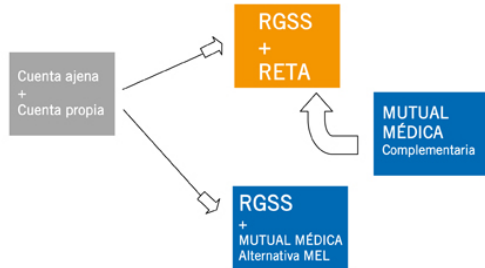 RGSS
+
RETA
Cuenta ajena
+
Cuenta propia
MUTUAL
MÉDICA
Complementaria
RGSS
+
MUTUAL MÉDICA
Alternativa MEL